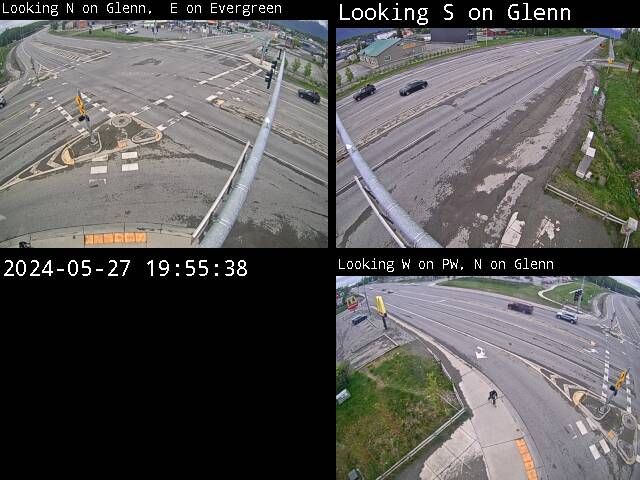 Looking N on Glenn,  E on Evergreen
Looking S on Glenn
2024-05-27 19:55:38
Looking W on PW, N on Glenn